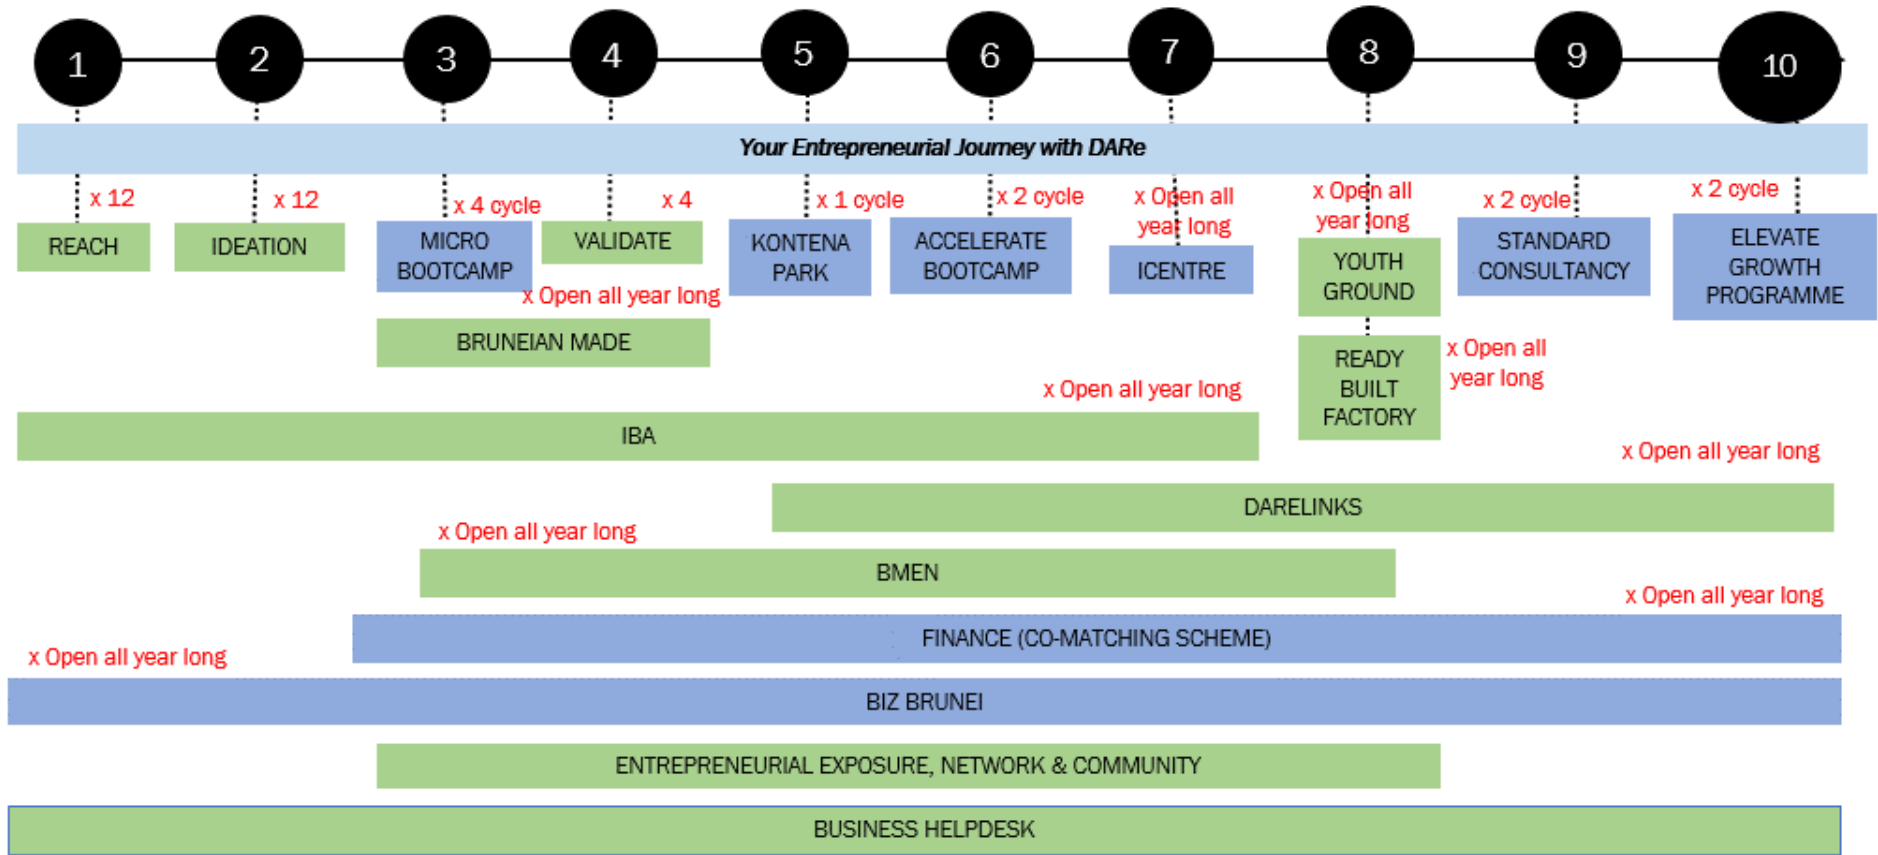 1
2
3
4
5
6
7
8
9
10
Your Entrepreneurial Journey with DARe
x 12
x 12
x 4 cycle
x 4
x 1 cycle
x 2 cycle
x Open all
year long
x Open all
year long
x 2 cycle
x 2 cycle
REACH
IDEATION
MICRO
BOOTCAMP
VALIDATE
KONTENA
PARK
ACCELERATE
BOOTCAMP
ICENTRE
YOUTH
GROUND
STANDARD
CONSULTANCY
ELEVATE
GROWTH
PROGRAMME
x Open all year long
BRUNEIAN MADE
READY
BUILT
FACTORY
x Open all
year long
x Open all year long
IBA
x Open all year long
DARELINKS
x Open all year long
BMEN
x Open all year long
FINANCE (CO-MATCHING SCHEME)
x Open all year long
BIZ BRUNEI
ENTREPRENEURIAL EXPOSURE, NETWORK & COMMUNITY
BUSINESS HELPDESK